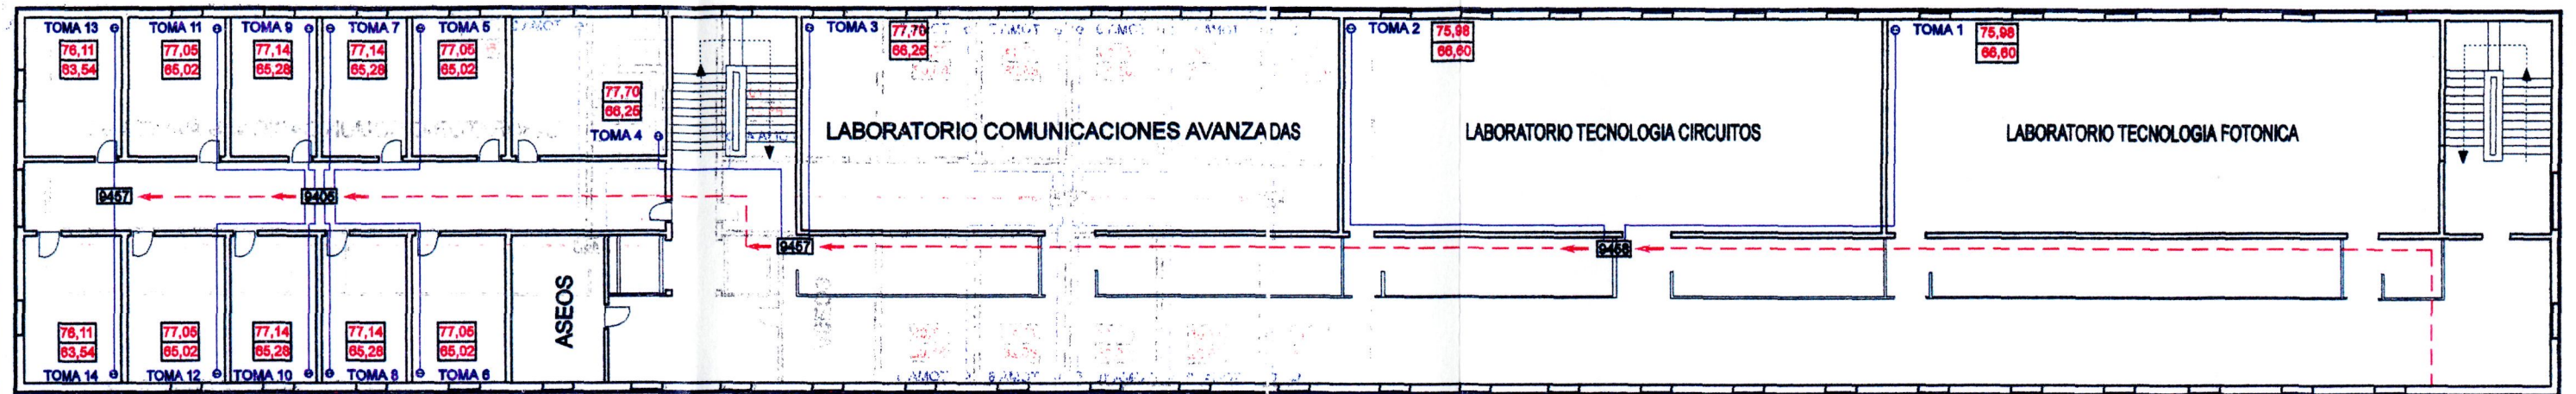 TOMA 13
76,11
63,54
TOMA 11
77,05
65,02
TOMA 9
77,14
65,28
TOMA 7
77,14
65,28
TOMA 5
77,05
65,02
77,70
66,25
TOMA 4
TOMA 3
77,70
66,25
TOMA 2
75,98
66,60
TOMA 1
75,98
66,60
LABORATORIO COMUNICACIONES AVANZADAS
LABORATORIO TECNOLOGIA CIRCUITOS
LABORATORIO TECNOLOGIA FOTONICA
9457
9405
9457
9456
ASEOS
76,11
63,54
TOMA 14
77,05
65,02
TOMA 12
77,14
65,28
TOMA 10
77,14
65,28
TOMA 8
77,05
65,02
TOMA 6